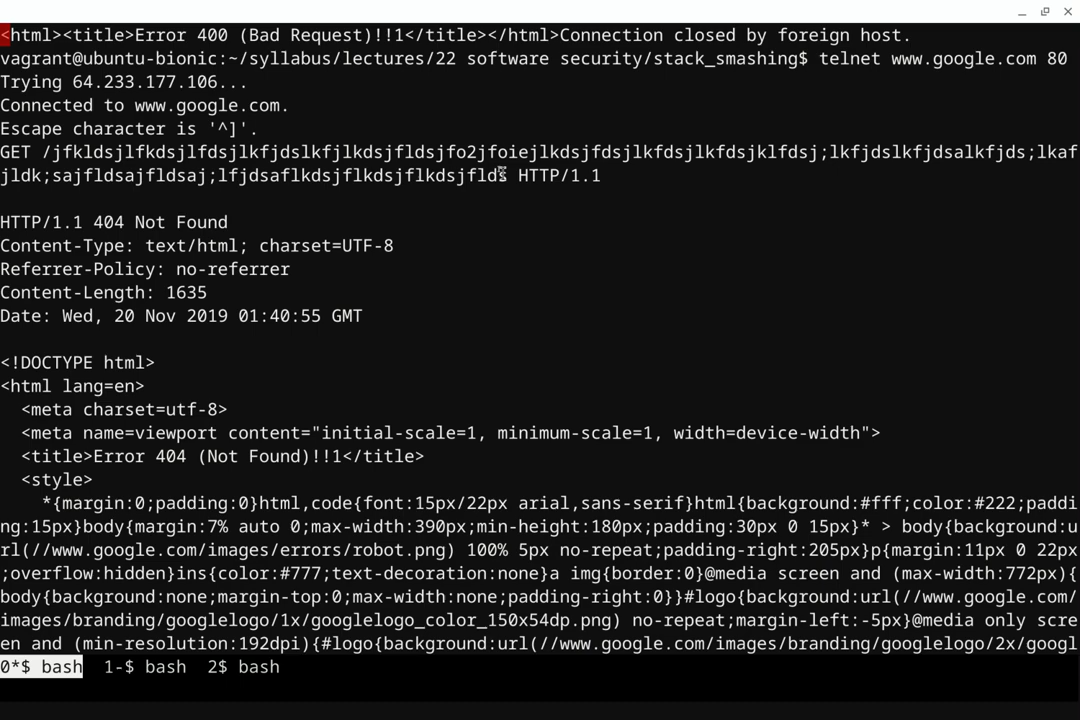 <html><title>Error 400 (Bad Request)!!1</title></html>Connection closed by foreign host.
vagrant@ubuntu-bionic:~/syllabus/lectures/22 software security/stack_smashing$ telnet www.google.com 80
Trying 64.233.177.106...
Connected to www.google.com.
Escape character is '^]'.
GET /jfkldsjlfkdsjlfdsjlkfjdslkfjlkdsjfldsjfo2jfoiejlkdsjfdsjlkfdsjlkfdsjklfdsj;lkfjdslkfjdsalkfjds;lkaf
jldk;sajfldsajfldsaj;lfjdsaflkdsjflkdsjflkdsjflds HTTP/1.1
HTTP/1.1 404 Not Found
Content-Type: text/html; charset=UTF-8
Referrer-Policy: no-referrer
Content-Length: 1635
Date: Wed, 20 Nov 2019 01:40:55 GMT
<!DOCTYPE html>
<html lang=en>
<meta charset=utf-8>
<meta name=viewport content="initial-scale=1, minimum-scale=1, width=device-width">
<title>Error 404 (Not Found)!!1</title>
<style>
*{margin:0;padding:0}html,code{font:15px/22px arial,sans-serif}html{background:#fff;color:#222;paddi
ng:15px}body{margin:7% auto 0;max-width:390px;min-height:180px;padding:30px 0 15px}* > body{background:u
rl(//www.google.com/images/errors/robot.png) 100% 5px no-repeat;padding-right:205px}p{margin:11px 0 22px
;overflow:hidden}ins{color:#777;text-decoration:none}a img{border:0}@media screen and (max-width:772px){
body{background:none;margin-top:0;max-width:none;padding-right:0}}#logo{background:url(//www.google.com/
images/branding/googlelogo/1x/googlelogo_color_150x54dp.png) no-repeat;margin-left:-5px}@media only scre
en and (min-resolution:192dpi){#logo{background:url(//www.google.com/images/branding/googlelogo/2x/googl
0*$ bash 1-$ bash 2$ bash